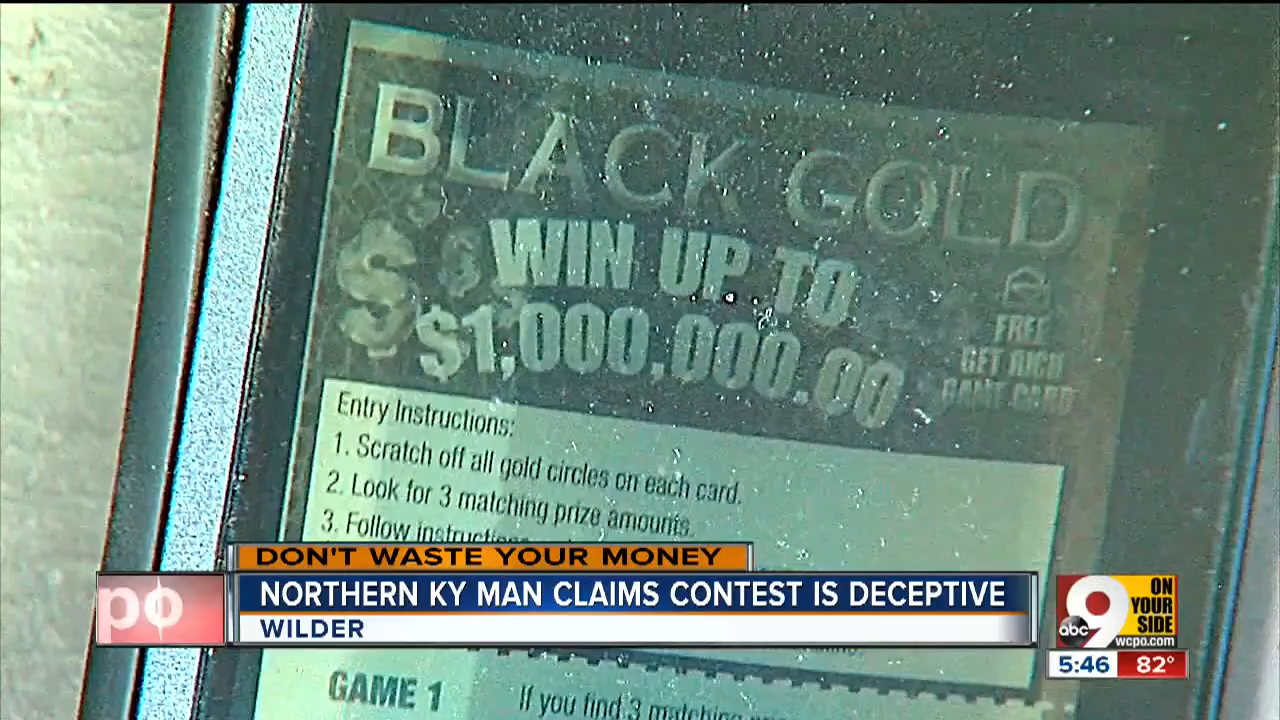 BLACK GOLD
$ $ $
WIN UP TO
$1,000,000.00
FREE
GET RICH
GAME CARD
Entry Instructions:
1. Scratch off all gold circles on each card.
2. Look for 3 matching prize amounts.
3. Follow instructions
DON'T WASTE YOUR MONEY
NORTHERN KY MAN CLAIMS CONTEST IS DECEPTIVE
WILDER
po
abc 9 ON YOUR SIDE
wcpo.com
5:46 82°
GAME 1
If you find 3 matching